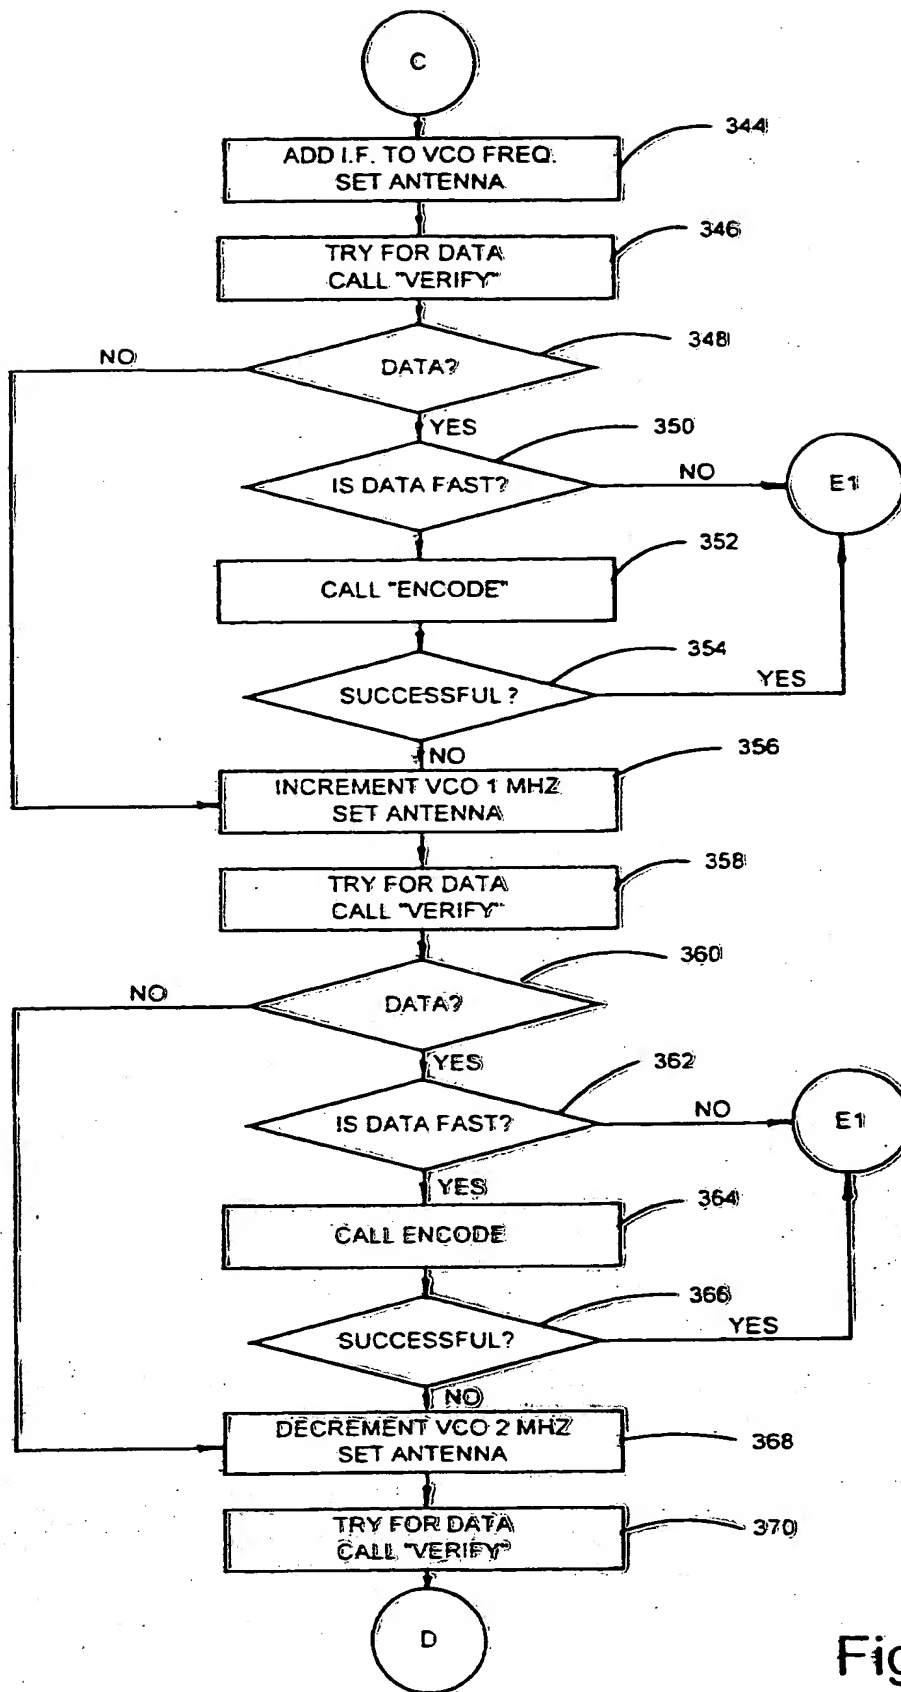 C
344
ADD I.F. TO VCO FREQ.
SET ANTENNA
346
TRY FOR DATA
CALL "VERIFY"
348
NO
DATA?
YES
350
IS DATA FAST?
NO
E1
352
CALL "ENCODE"
354
SUCCESSFUL?
YES
NO
356
INCREMENT VCO 1 MHZ
SET ANTENNA
358
TRY FOR DATA
CALL "VERIFY"
360
NO
DATA?
YES
362
IS DATA FAST?
NO
E1
YES
364
CALL ENCODE
366
SUCCESSFUL?
YES
NO
DECREMENT VCO 2 MHZ
SET ANTENNA
368
TRY FOR DATA
CALL "VERIFY"
370
D
Fig